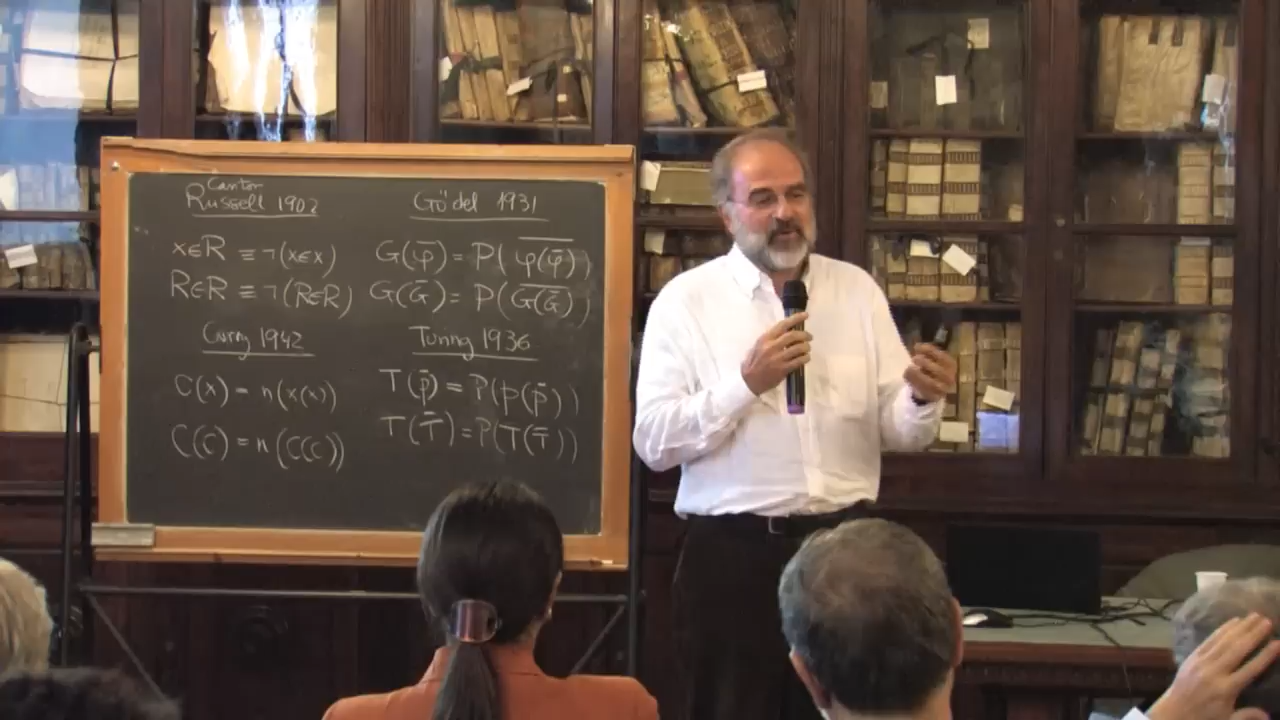 Cantor
Russell 1902
x∈R ≡ ¬(x∈x)
R∈R ≡ ¬(R∈R)
Curry 1942
C(x) = n(x(x))
C(C) = n(C(C))
Gödel 1931
G(φ̄) = P(φ(φ̄)̅)
G(Ḡ) = P(G(Ḡ)̅)
Turing 1936
T(p̄) = P(p(p̄))
T(T̄) = P(T(T̄))